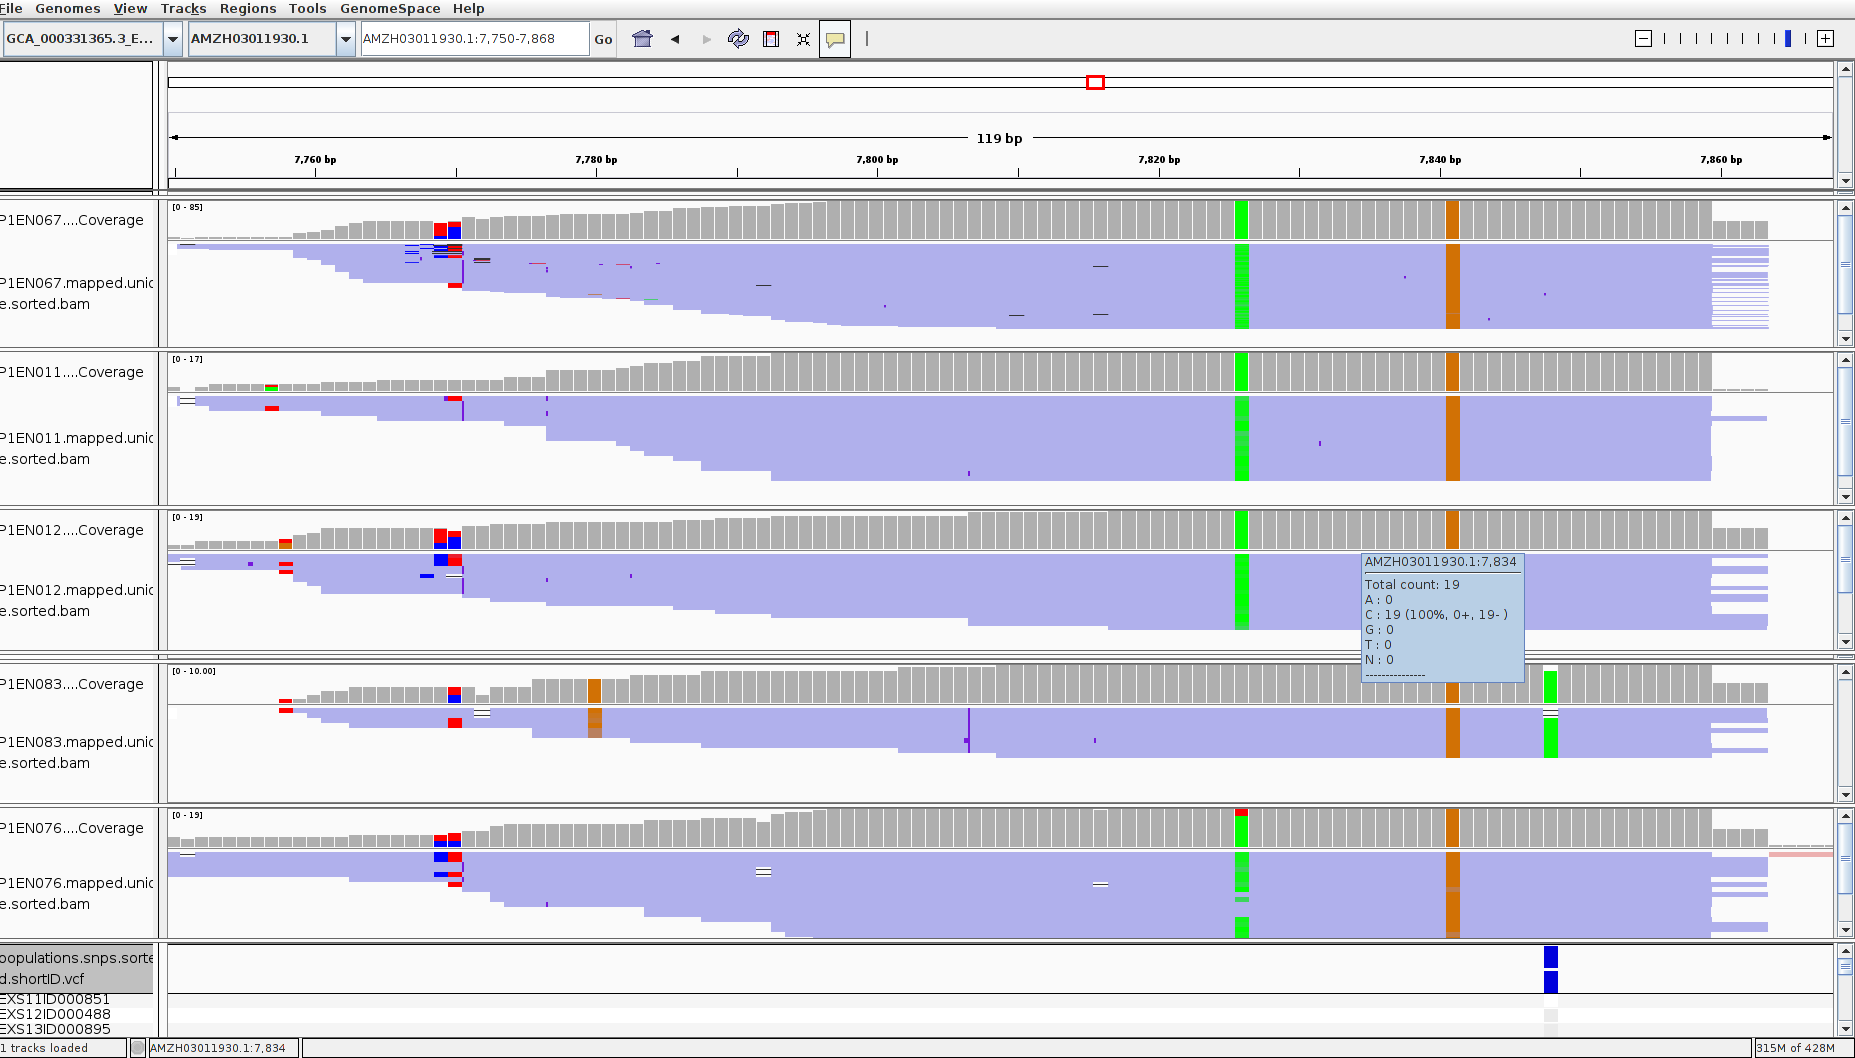 File Genomes View Tracks Regions Tools GenomeSpace Help
GCA_000331365.3_E... AMZH03011930.1 AMZH03011930.1:7,750-7,868 Go
119 bp
7,760 bp 7,780 bp 7,800 bp 7,820 bp 7,840 bp 7,860 bp
[0 - 85]
P1EN067....Coverage
P1EN067.mapped.unic
e.sorted.bam
[0 - 17]
P1EN011....Coverage
P1EN011.mapped.unic
e.sorted.bam
[0 - 19]
P1EN012....Coverage
P1EN012.mapped.unic
e.sorted.bam
AMZH03011930.1:7,834
Total count: 19
A : 0
C : 19 (100%, 0+, 19- )
G : 0
T : 0
N : 0
---------------
[0 - 10.00]
P1EN083....Coverage
P1EN083.mapped.unic
e.sorted.bam
[0 - 19]
P1EN076....Coverage
P1EN076.mapped.unic
e.sorted.bam
populations.snps.sorte
d.shortID.vcf
EXS11ID000851
EXS12ID000488
EXS13ID000895
1 tracks loaded AMZH03011930.1:7,834 315M of 428M